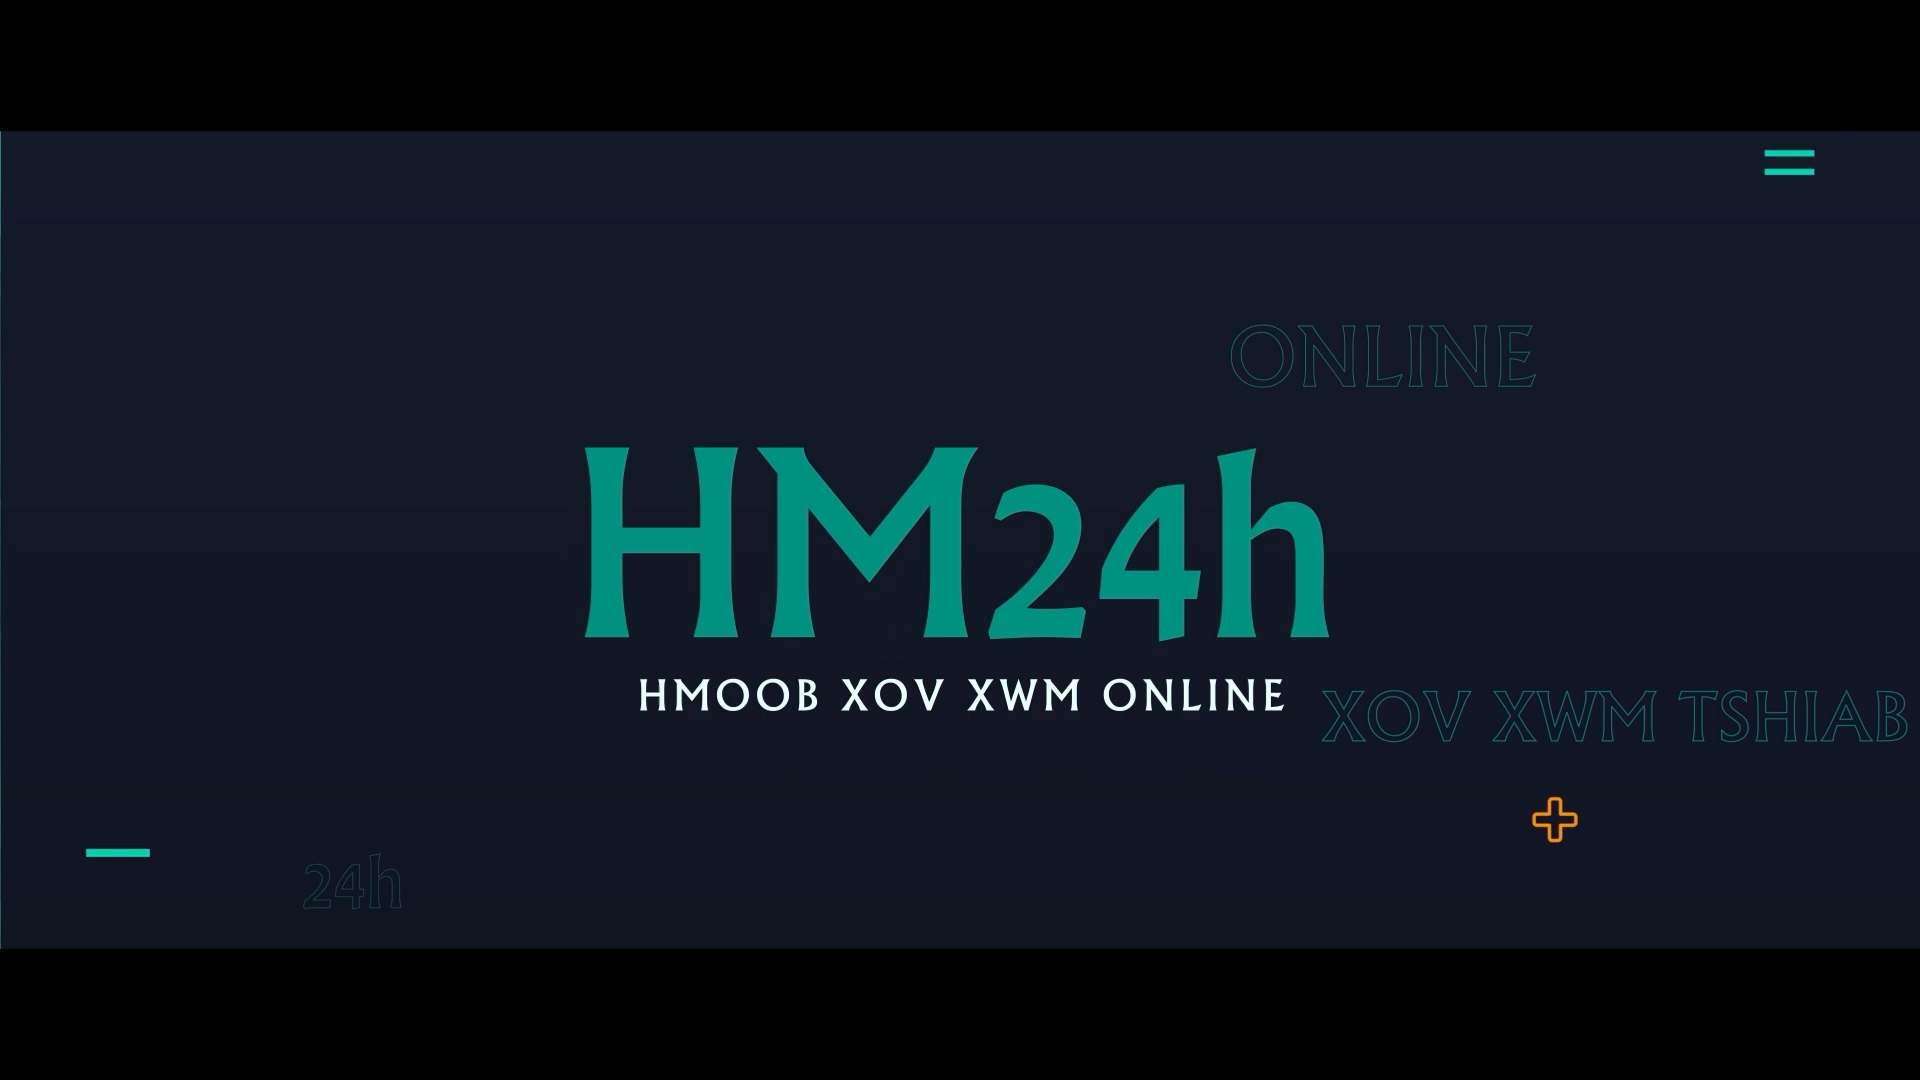 ONLINE
HM24h
HMOOB XOV XWM ONLINE
XOV XWM TSHIAB
24h